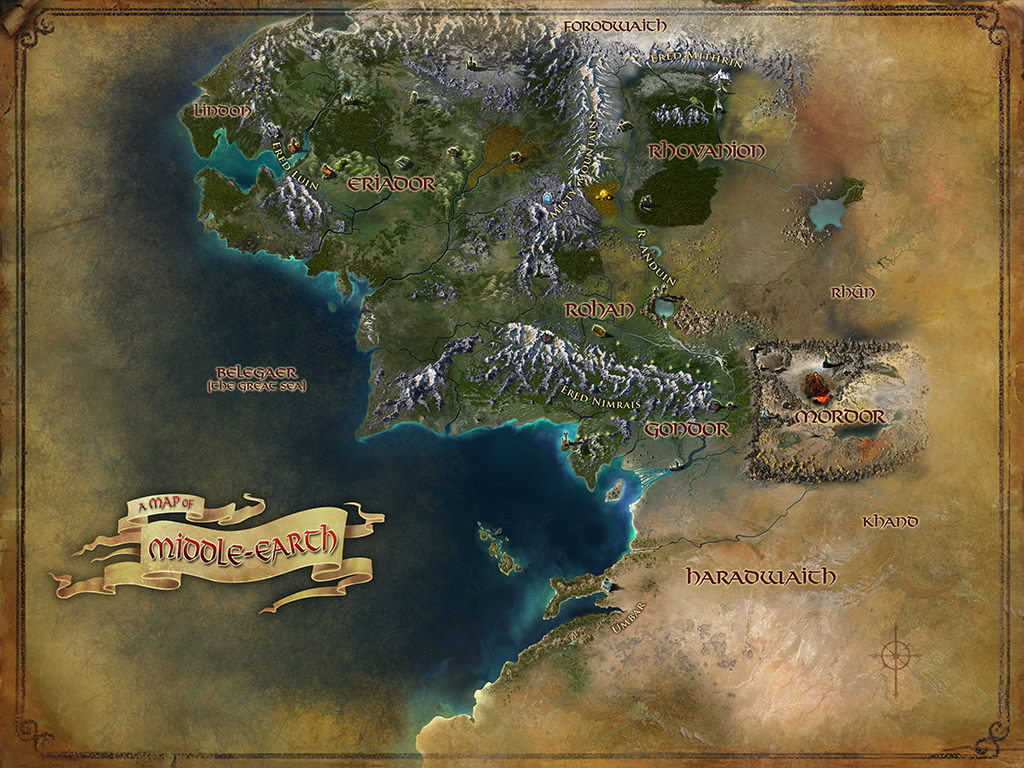 Forodwaith
Ered Mithrin
Lindon
Ered Luin
Eriador
Misty Mountains
Rhovanion
R. Anduin
Rhûn
Rohan
Belegaer
(The Great Sea)
Ered Nimrais
Gondor
Mordor
A Map of
Middle-Earth
Khand
Haradwaith
Umbar